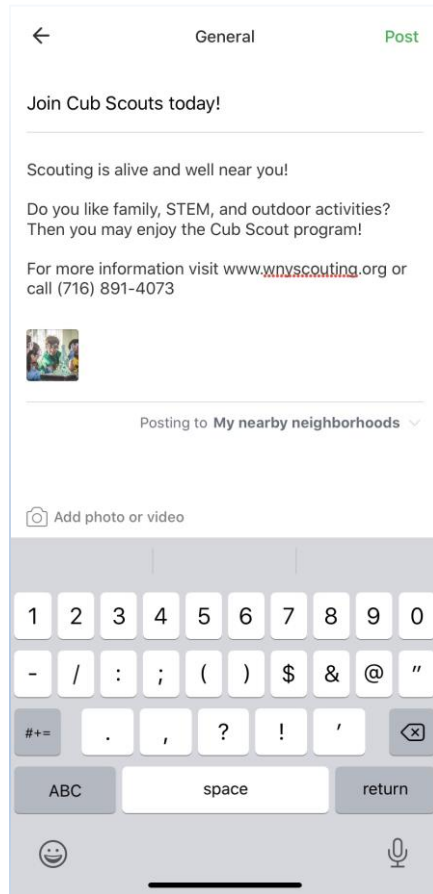 General Post
Join Cub Scouts today!
Scouting is alive and well near you!
Do you like family, STEM, and outdoor activities?
Then you may enjoy the Cub Scout program!
For more information visit www.wnyscouting.org or
call (716) 891-4073
Posting to My nearby neighborhoods
Add photo or video
1 2 3 4 5 6 7 8 9 0
- / : ; ( ) $ & @ "
#+= . , ? ! '
ABC space return